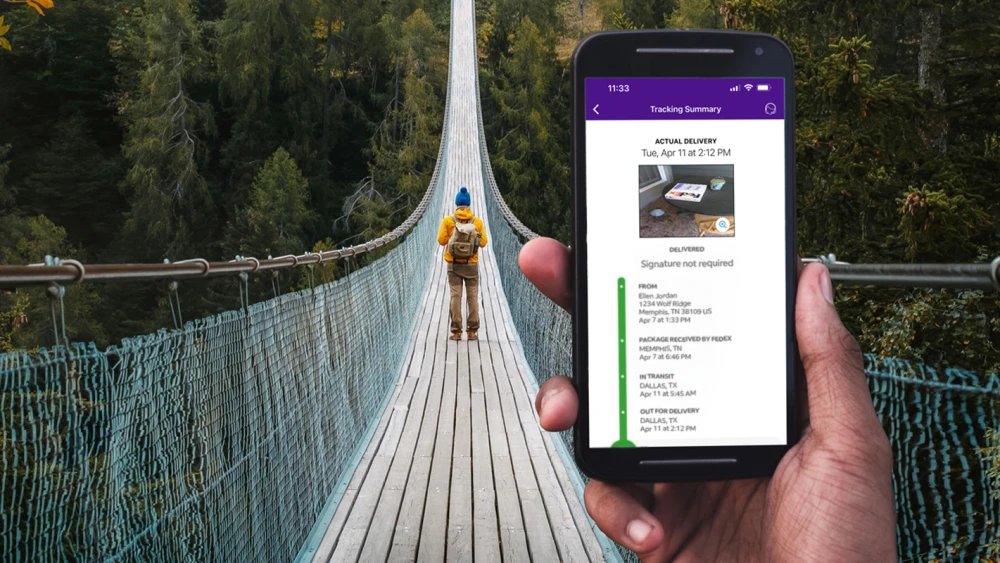 11:33
Tracking Summary
ACTUAL DELIVERY
Tue, Apr 11 at 2:12 PM
DELIVERED
Signature not required
FROM
Ellen Jordan
1234 Wolf Ridge
Memphis, TN 38109 US
Apr 7 at 1:33 PM
PACKAGE RECEIVED BY FEDEX
MEMPHIS, TN
Apr 7 at 6:46 PM
IN TRANSIT
DALLAS, TX
Apr 11 at 5:45 AM
OUT FOR DELIVERY
DALLAS, TX
Apr 11 at 2:12 PM